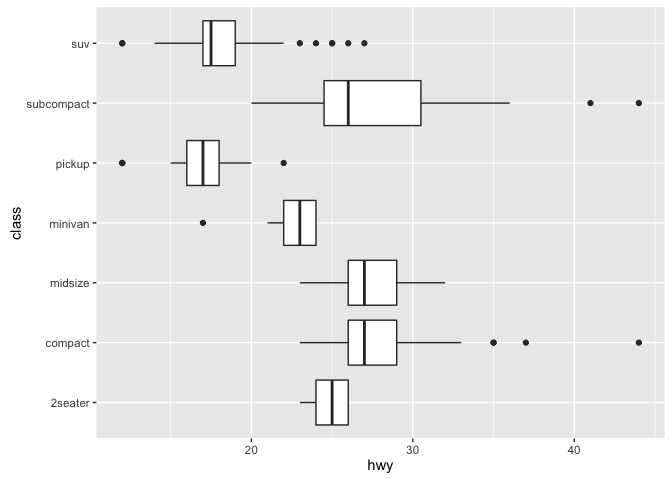 suv
subcompact
pickup
minivan
midsize
compact
2seater
class
20 30 40
hwy